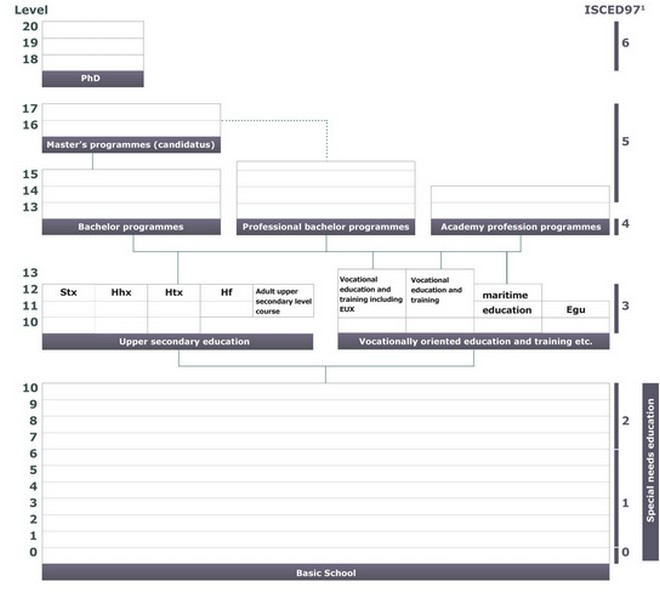 Level
ISCED97¹
20
19
18
6
PhD
17
16
5
Master's programmes (candidatus)
15
14
13
Bachelor programmes
Professional bachelor programmes
Academy profession programmes
4
13
12
11
10
Stx
Hhx
Htx
Hf
Adult upper
secondary level
course
Vocational
education and
training including
EUX
Vocational
education and
training
maritime
education
Egu
3
Upper secondary education
Vocationally oriented education and training etc.
10
9
8
7
6
5
4
3
2
1
0
2
1
0
Special needs education
Basic School